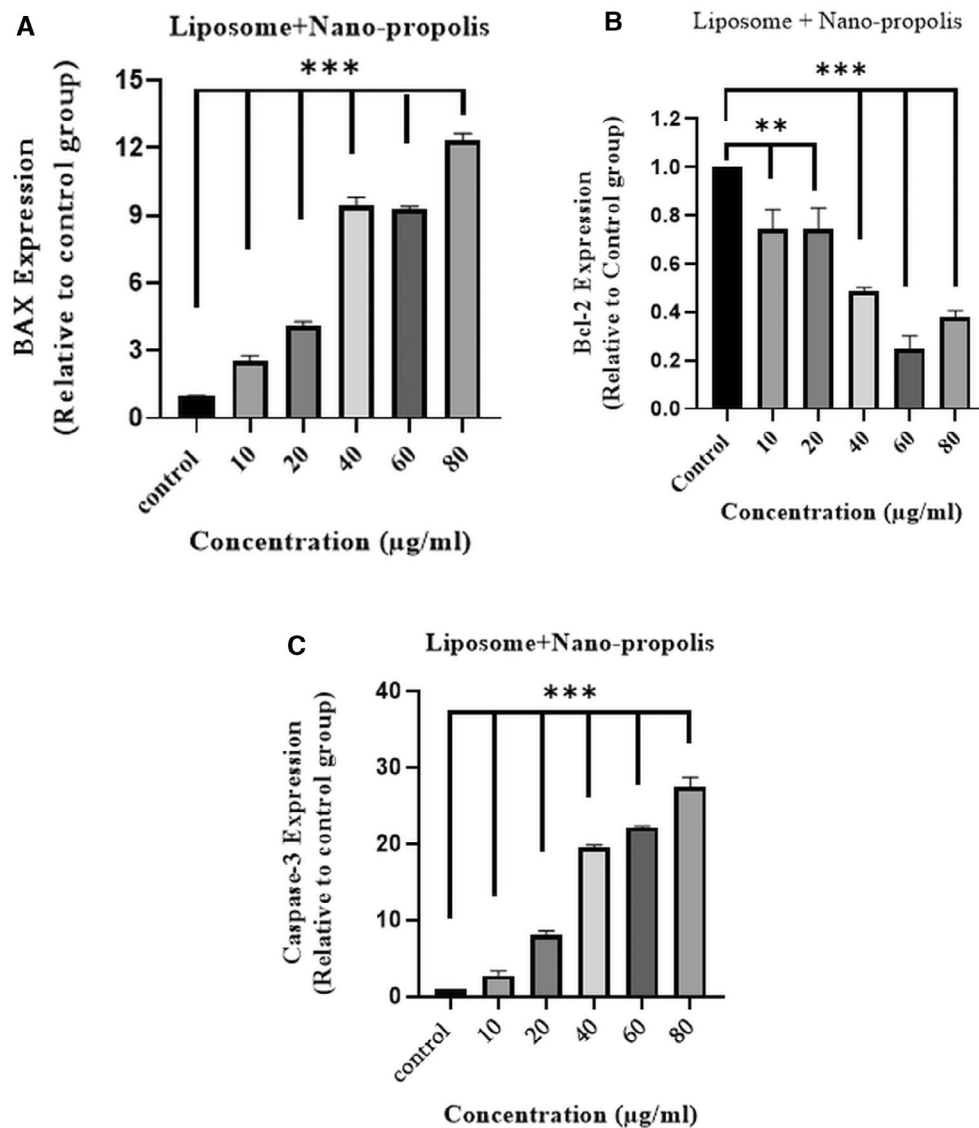 A
Liposome+Nano-propolis
***
BAX Expression
(Relative to control group)
15
12
9
6
3
0
control
10
20
40
60
80
Concentration (µg/ml)
B
Liposome + Nano-propolis
***
**
Bcl-2 Expression
(Relative to Control group)
1.2
1.0
0.8
0.6
0.4
0.2
0.0
Control
10
20
40
60
80
Concentration (µg/ml)
C
Liposome+Nano-propolis
***
Caspase-3 Expression
(Relative to control group)
40
30
20
10
0
control
10
20
40
60
80
Concentration (µg/ml)